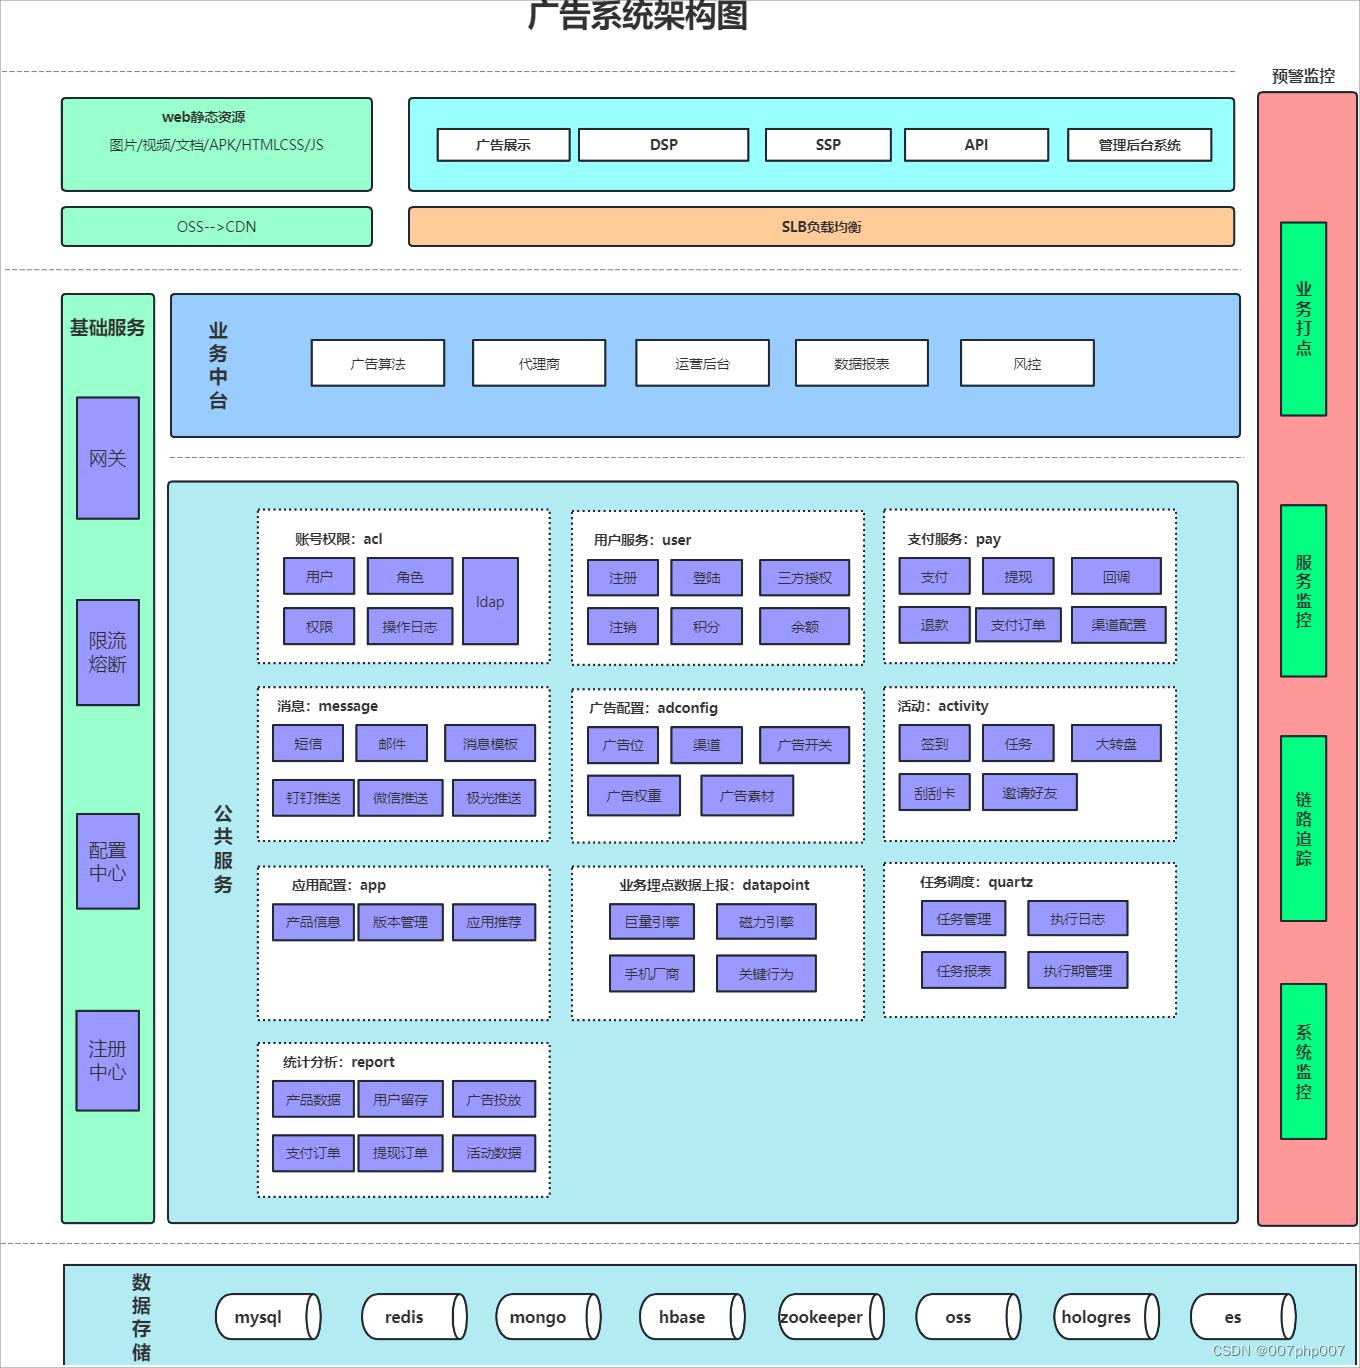 广告系统架构图
预警监控
web静态资源
图片/视频/文档/APK/HTMLCSS/JS
广告展示
DSP
SSP
API
管理后台系统
OSS-->CDN
SLB负载均衡
基础服务
网关
限流
熔断
配置
中心
注册
中心
业务中台
广告算法
代理商
运营后台
数据报表
风控
公共服务
账号权限：acl
用户
角色
ldap
权限
操作日志
用户服务：user
注册
登陆
三方授权
注销
积分
余额
支付服务：pay
支付
提现
回调
退款
支付订单
渠道配置
消息：message
短信
邮件
消息模板
钉钉推送
微信推送
极光推送
广告配置：adconfig
广告位
渠道
广告开关
广告权重
广告素材
活动：activity
签到
任务
大转盘
刮刮卡
邀请好友
应用配置：app
产品信息
版本管理
应用推荐
业务埋点数据上报：datapoint
巨量引擎
磁力引擎
手机厂商
关键行为
任务调度：quartz
任务管理
执行日志
任务报表
执行期管理
统计分析：report
产品数据
用户留存
广告投放
支付订单
提现订单
活动数据
业务打点
服务监控
链路追踪
系统监控
数据存储
mysql
redis
mongo
hbase
zookeeper
oss
hologres
es
CSDN @007php007